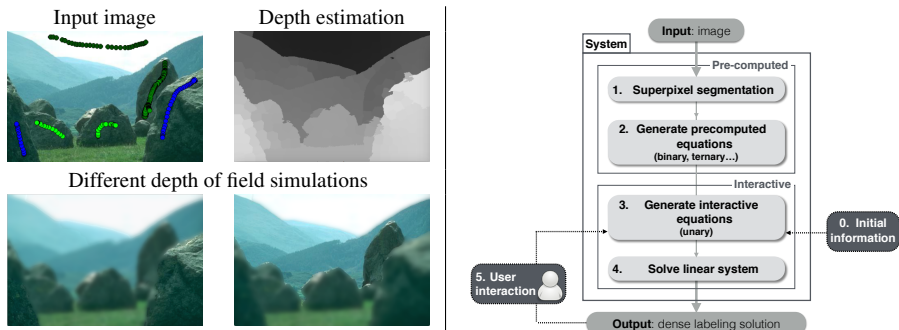 Input image
Depth estimation
Different depth of field simulations
Input: image
System
Pre-computed
1. Superpixel segmentation
2. Generate precomputed
equations
(binary, ternary...)
Interactive
3. Generate interactive
equations
(unary)
0. Initial
information
4. Solve linear system
5. User
interaction
Output: dense labeling solution